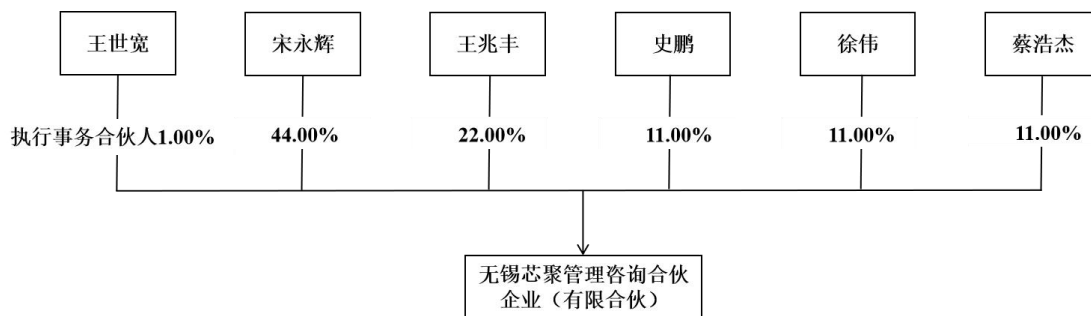 王世宽
宋永辉
王兆丰
史鹏
徐伟
蔡浩杰
执行事务合伙人1.00%
44.00%
22.00%
11.00%
11.00%
11.00%
无锡芯聚管理咨询合伙
企业（有限合伙）